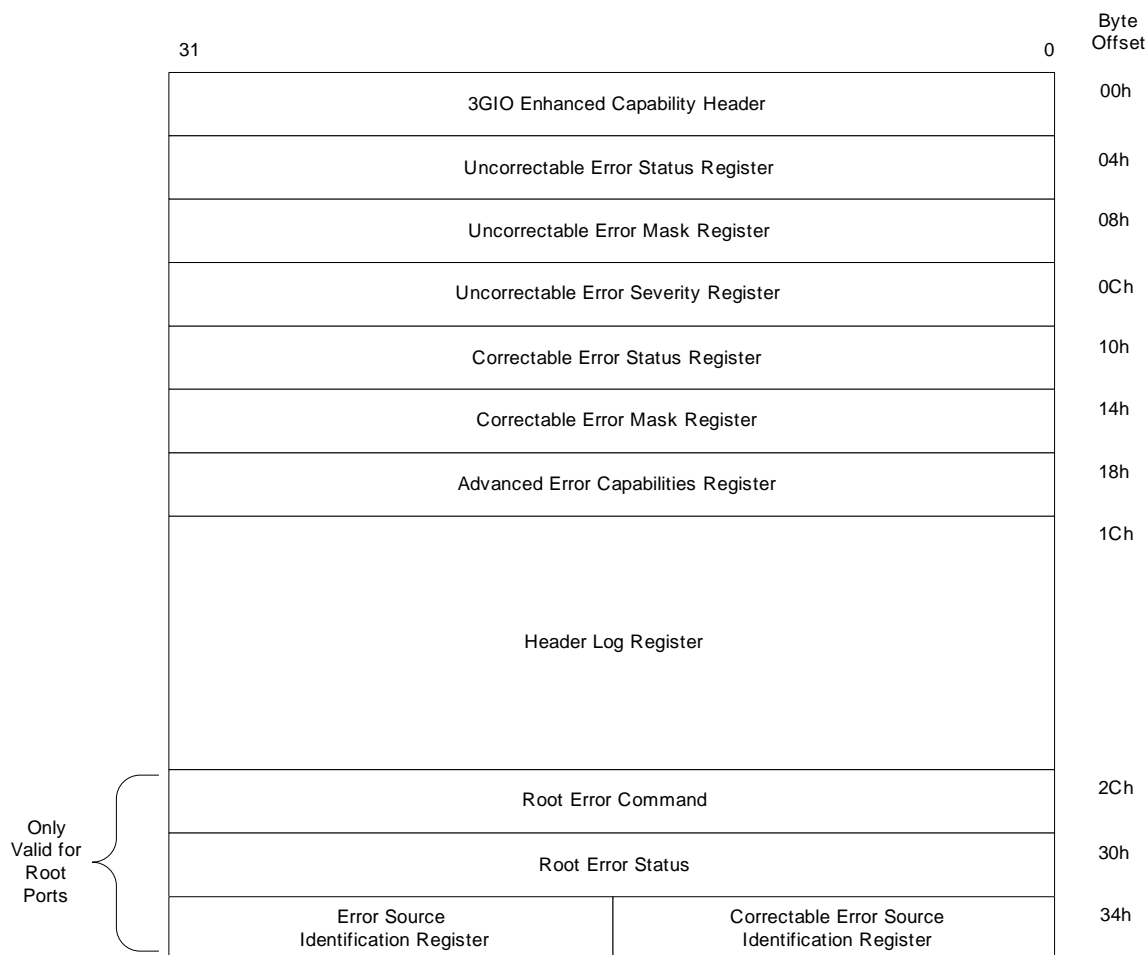 Byte
Offset
31 0
3GIO Enhanced Capability Header 00h
Uncorrectable Error Status Register 04h
Uncorrectable Error Mask Register 08h
Uncorrectable Error Severity Register 0Ch
Correctable Error Status Register 10h
Correctable Error Mask Register 14h
Advanced Error Capabilities Register 18h
1Ch
Header Log Register
Root Error Command 2Ch
Only
Valid for
Root
Ports
Root Error Status 30h
Error Source
Identification Register
Correctable Error Source
Identification Register
34h